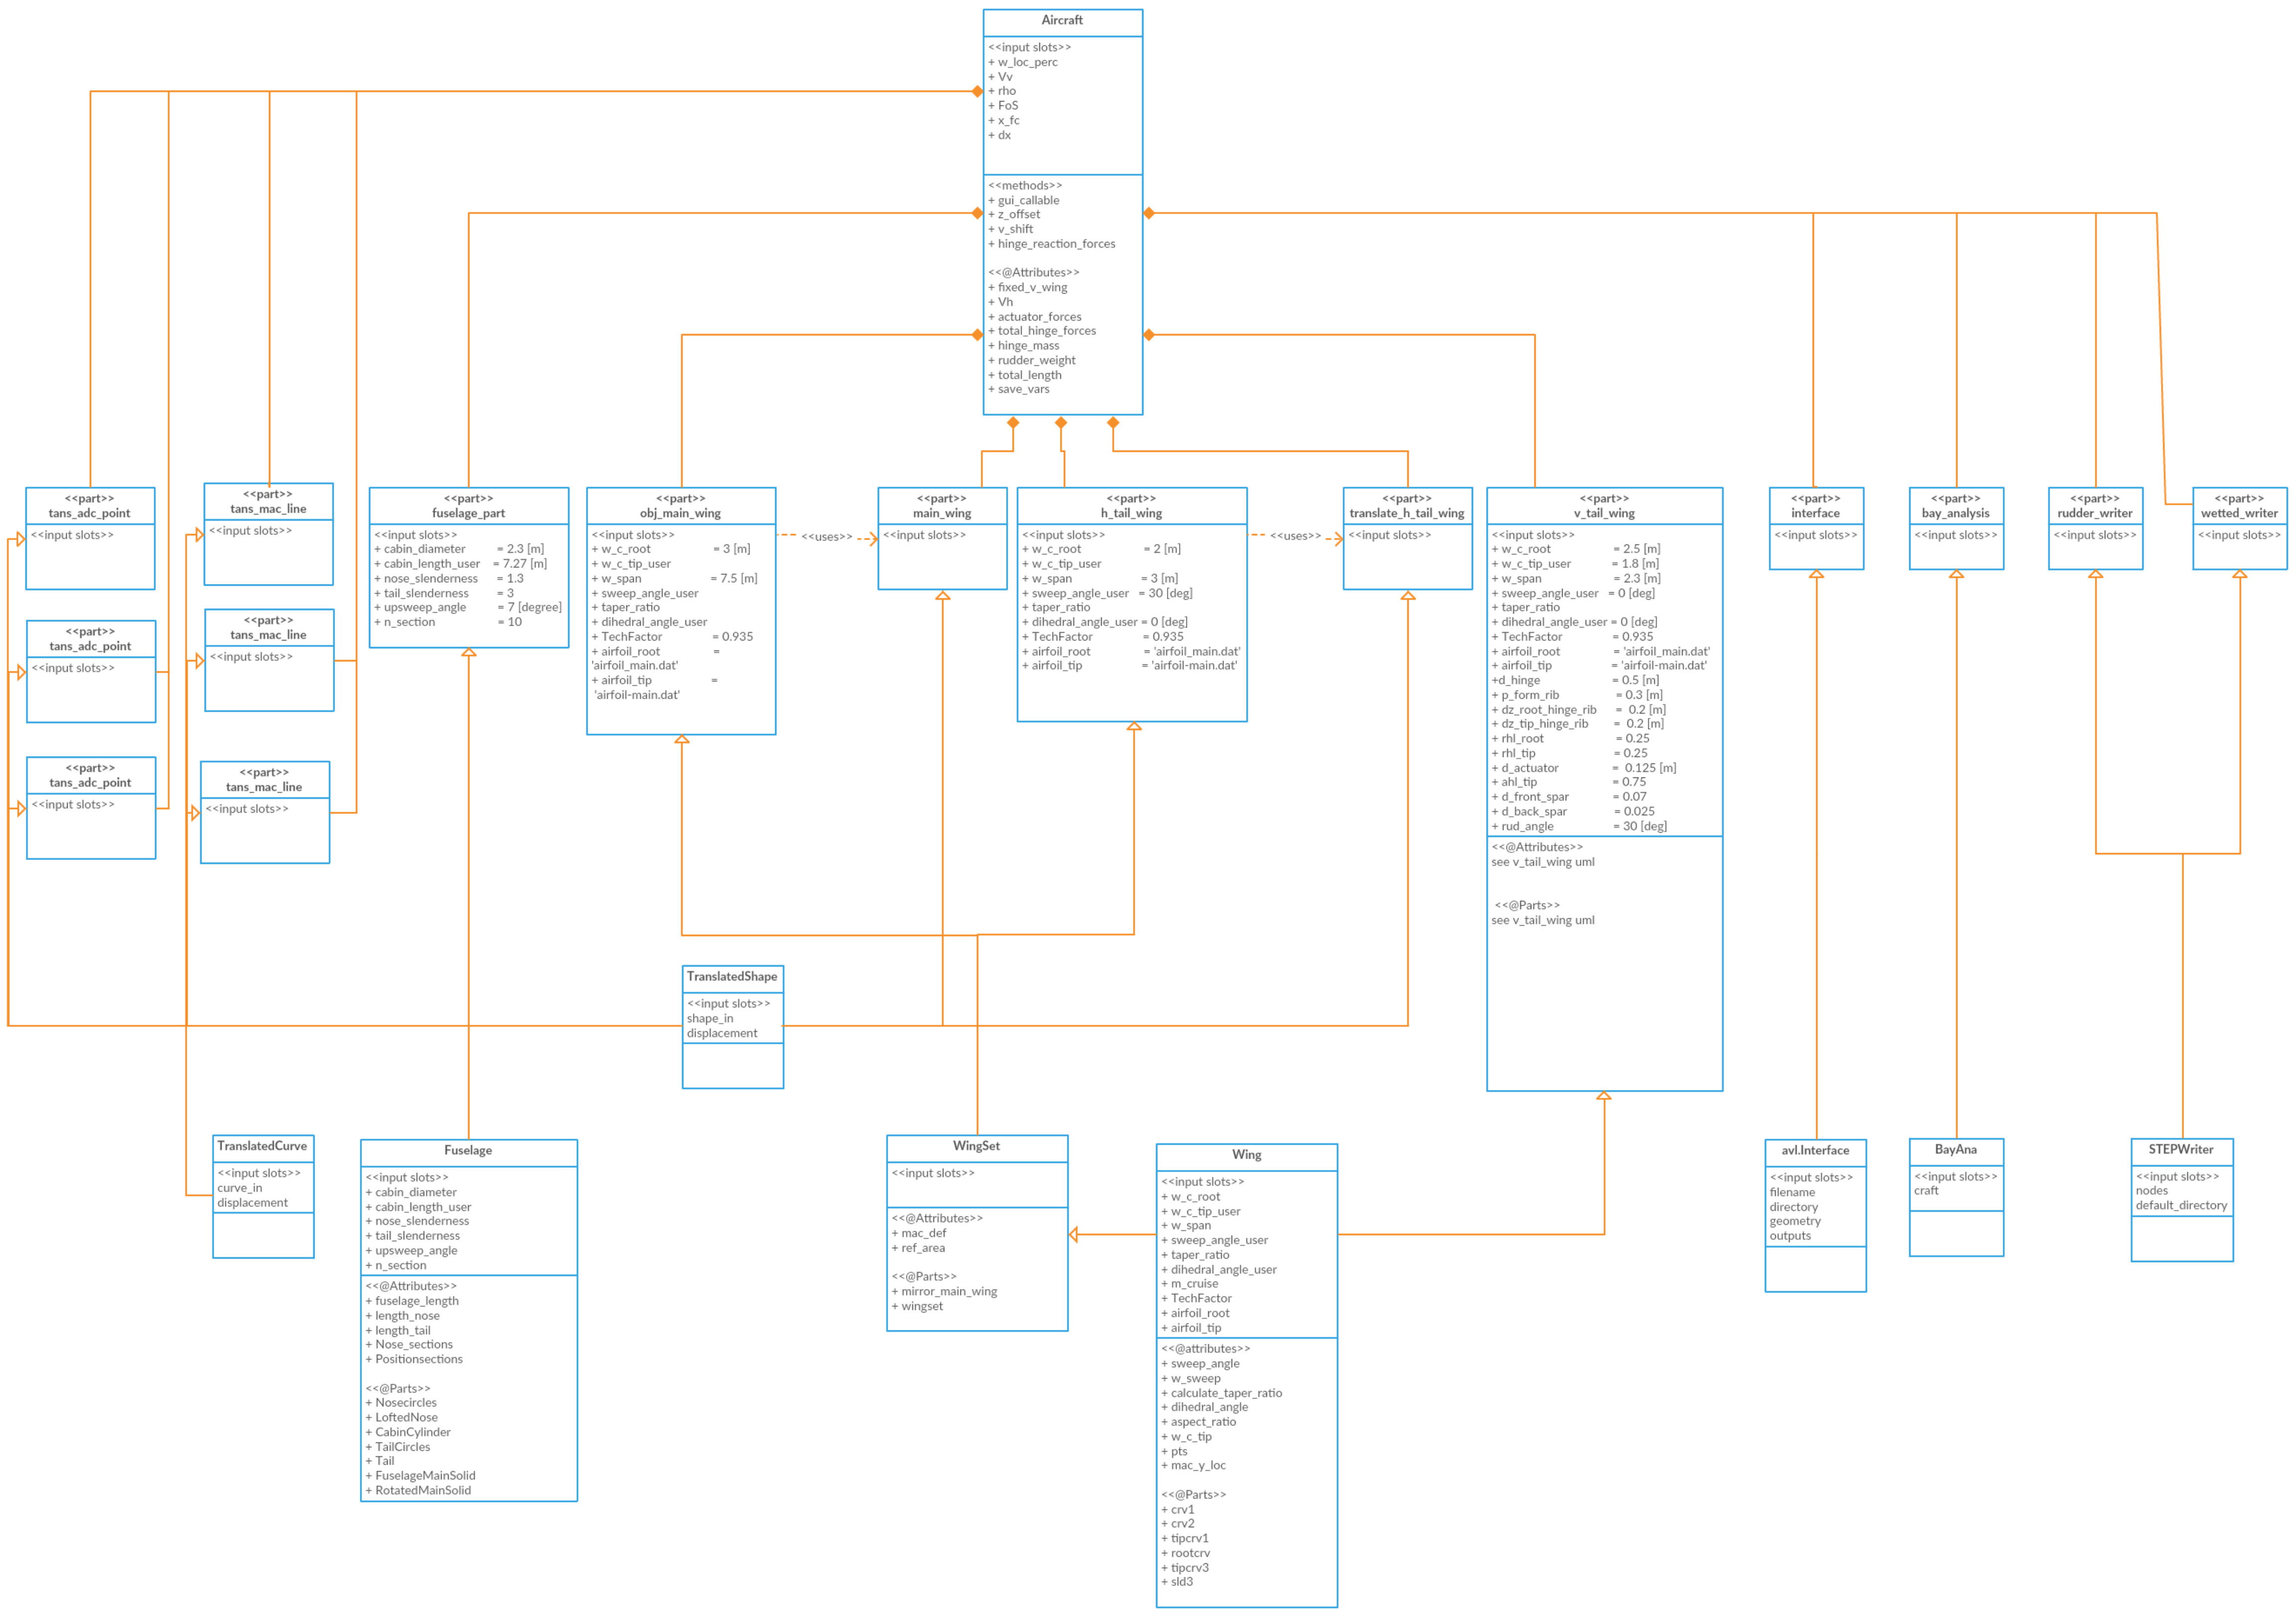 Aircraft
<<input slots>>
+ w_loc_perc
+ Vv
+ rho
+ FoS
+ x_fc
+ dx
<<methods>>
+ gui_callable
+ z_offset
+ v_shift
+ hinge_reaction_forces
<<@Attributes>>
+ fixed_v_wing
+ Vh
+ actuator_forces
+ total_hinge_forces
+ hinge_mass
+ rudder_weight
+ total_length
+ save_vars
<<part>>
tans_adc_point
<<input slots>>
<<part>>
tans_mac_line
<<input slots>>
<<part>>
tans_adc_point
<<input slots>>
<<part>>
tans_mac_line
<<input slots>>
<<part>>
tans_adc_point
<<input slots>>
<<part>>
tans_mac_line
<<input slots>>
<<part>>
fuselage_part
<<input slots>>
+ cabin_diameter = 2.3 [m]
+ cabin_length_user = 7.27 [m]
+ nose_slenderness = 1.3
+ tail_slenderness = 3
+ upsweep_angle = 7 [degree]
+ n_section = 10
<<part>>
obj_main_wing
<<input slots>>
+ w_c_root = 3 [m]
+ w_c_tip_user
+ w_span = 7.5 [m]
+ sweep_angle_user
+ taper_ratio
+ dihedral_angle_user
+ TechFactor = 0.935
+ airfoil_root =
'airfoil_main.dat'
+ airfoil_tip =
'airfoil-main.dat'
<<uses>>
<<part>>
main_wing
<<input slots>>
<<part>>
h_tail_wing
<<input slots>>
+ w_c_root = 2 [m]
+ w_c_tip_user
+ w_span = 3 [m]
+ sweep_angle_user = 30 [deg]
+ taper_ratio
+ dihedral_angle_user = 0 [deg]
+ TechFactor = 0.935
+ airfoil_root = 'airfoil_main.dat'
+ airfoil_tip = 'airfoil-main.dat'
<<uses>>
<<part>>
translate_h_tail_wing
<<input slots>>
<<part>>
v_tail_wing
<<input slots>>
+ w_c_root = 2.5 [m]
+ w_c_tip_user = 1.8 [m]
+ w_span = 2.3 [m]
+ sweep_angle_user = 0 [deg]
+ taper_ratio
+ dihedral_angle_user = 0 [deg]
+ TechFactor = 0.935
+ airfoil_root = 'airfoil_main.dat'
+ airfoil_tip = 'airfoil-main.dat'
+d_hinge = 0.5 [m]
+ p_form_rib = 0.3 [m]
+ dz_root_hinge_rib = 0.2 [m]
+ dz_tip_hinge_rib = 0.2 [m]
+ rhl_root = 0.25
+ rhl_tip = 0.25
+ d_actuator = 0.125 [m]
+ ahl_tip = 0.75
+ d_front_spar = 0.07
+ d_back_spar = 0.025
+ rud_angle = 30 [deg]
<<@Attributes>>
see v_tail_wing uml
<<@Parts>>
see v_tail_wing uml
<<part>>
interface
<<input slots>>
<<part>>
bay_analysis
<<input slots>>
<<part>>
rudder_writer
<<input slots>>
<<part>>
wetted_writer
<<input slots>>
TranslatedShape
<<input slots>>
shape_in
displacement
TranslatedCurve
<<input slots>>
curve_in
displacement
Fuselage
<<input slots>>
+ cabin_diameter
+ cabin_length_user
+ nose_slenderness
+ tail_slenderness
+ upsweep_angle
+ n_section
<<@Attributes>>
+ fuselage_length
+ length_nose
+ length_tail
+ Nose_sections
+ Positionsections
<<@Parts>>
+ Nosecircles
+ LoftedNose
+ CabinCylinder
+ TailCircles
+ Tail
+ FuselageMainSolid
+ RotatedMainSolid
WingSet
<<input slots>>
<<@Attributes>>
+ mac_def
+ ref_area
<<@Parts>>
+ mirror_main_wing
+ wingset
Wing
<<input slots>>
+ w_c_root
+ w_c_tip_user
+ w_span
+ sweep_angle_user
+ taper_ratio
+ dihedral_angle_user
+ m_cruise
+ TechFactor
+ airfoil_root
+ airfoil_tip
<<@attributes>>
+ sweep_angle
+ w_sweep
+ calculate_taper_ratio
+ dihedral_angle
+ aspect_ratio
+ w_c_tip
+ pts
+ mac_y_loc
<<@Parts>>
+ crv1
+ crv2
+ tipcrv1
+ rootcrv
+ tipcrv3
+ sld3
avl.Interface
<<input slots>>
filename
directory
geometry
outputs
BayAna
<<input slots>>
craft
STEPWriter
<<input slots>>
nodes
default_directory